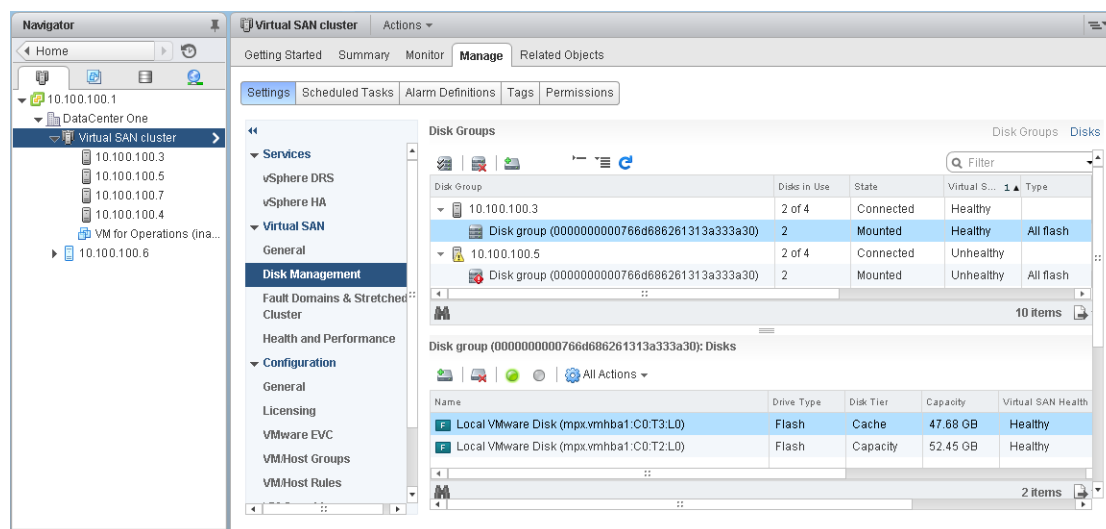 Navigator
Home
10.100.100.1
DataCenter One
Virtual SAN cluster
10.100.100.3
10.100.100.5
10.100.100.7
10.100.100.4
VM for Operations (ina...
10.100.100.6
Virtual SAN cluster Actions
Getting Started Summary Monitor Manage Related Objects
Settings Scheduled Tasks Alarm Definitions Tags Permissions
Services
vSphere DRS
vSphere HA
Virtual SAN
General
Disk Management
Fault Domains & Stretched
Cluster
Health and Performance
Configuration
General
Licensing
VMware EVC
VM/Host Groups
VM/Host Rules
Disk Groups Disk Groups Disks
Filter
Disk Group Disks in Use State Virtual S... 1 Type
10.100.100.3 2 of 4 Connected Healthy
Disk group (0000000000766d686261313a333a30) 2 Mounted Healthy All flash
10.100.100.5 2 of 4 Connected Unhealthy
Disk group (0000000000766d686261313a333a30) 2 Mounted Unhealthy All flash
10 items
Disk group (0000000000766d686261313a333a30): Disks
All Actions
Name Drive Type Disk Tier Capacity Virtual SAN Health
F Local VMware Disk (mpx.vmhba1:C0:T3:L0) Flash Cache 47.68 GB Healthy
F Local VMware Disk (mpx.vmhba1:C0:T2:L0) Flash Capacity 52.45 GB Healthy
2 items